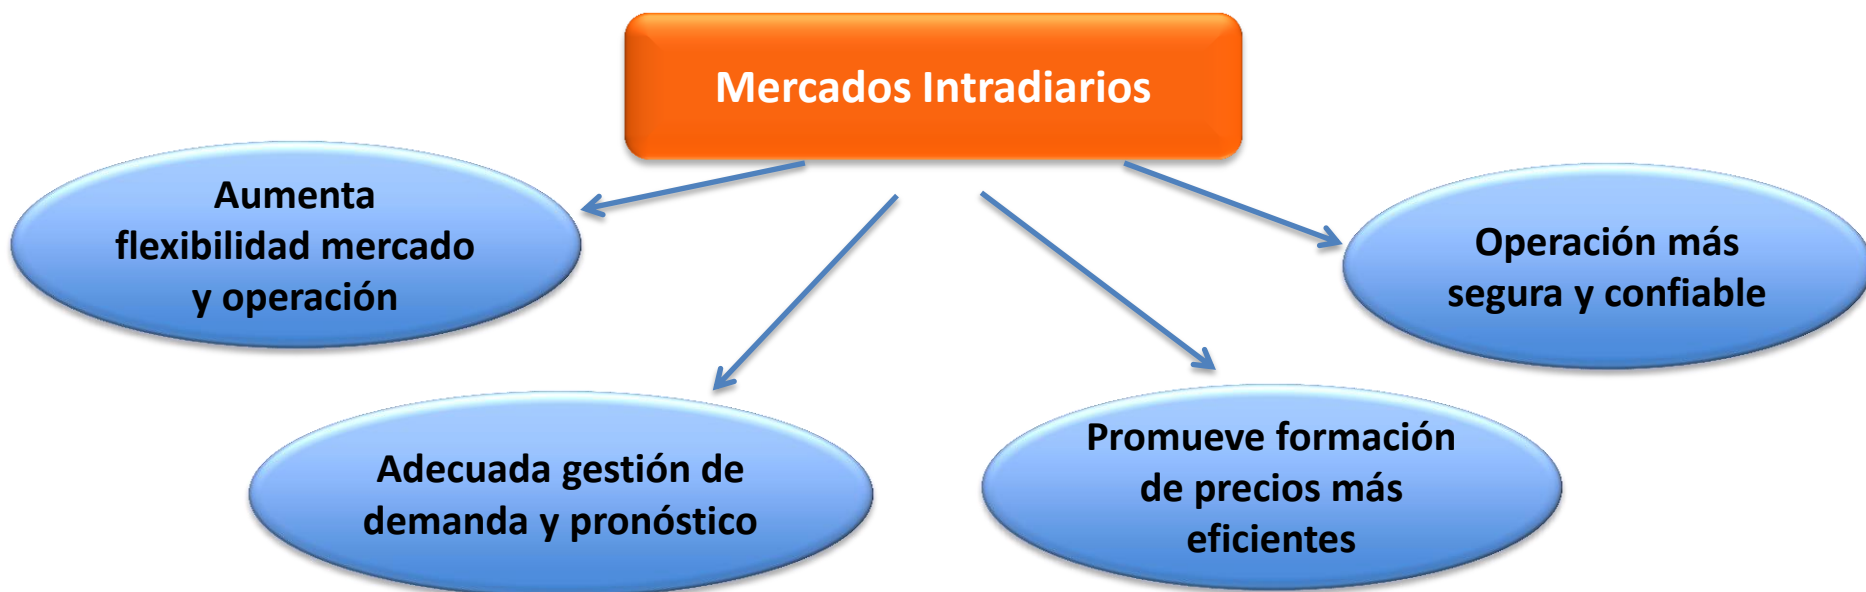 Mercados Intradiarios
Aumenta
flexibilidad mercado
y operación
Operación más
segura y confiable
Adecuada gestión de
demanda y pronóstico
Promueve formación
de precios más
eficientes